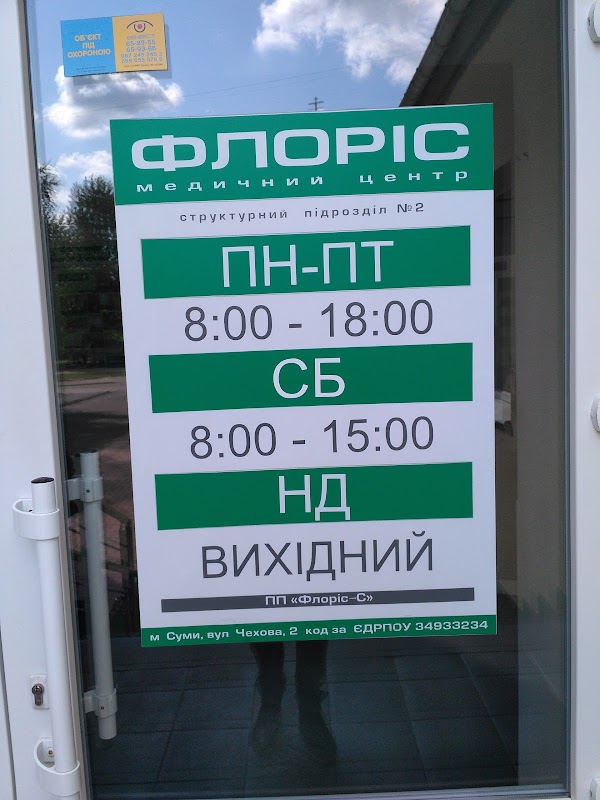 ОБ'ЄКТ
ПІД
ОХОРОНОЮ
ФЛОРІС
медичний центр
структурний підрозділ №2
ПН-ПТ
8:00 - 18:00
СБ
8:00 - 15:00
НД
ВИХІДНИЙ
ПП «Флоріс-С»
м Суми, вул Чехова, 2 код за ЄДРПОУ 34933234